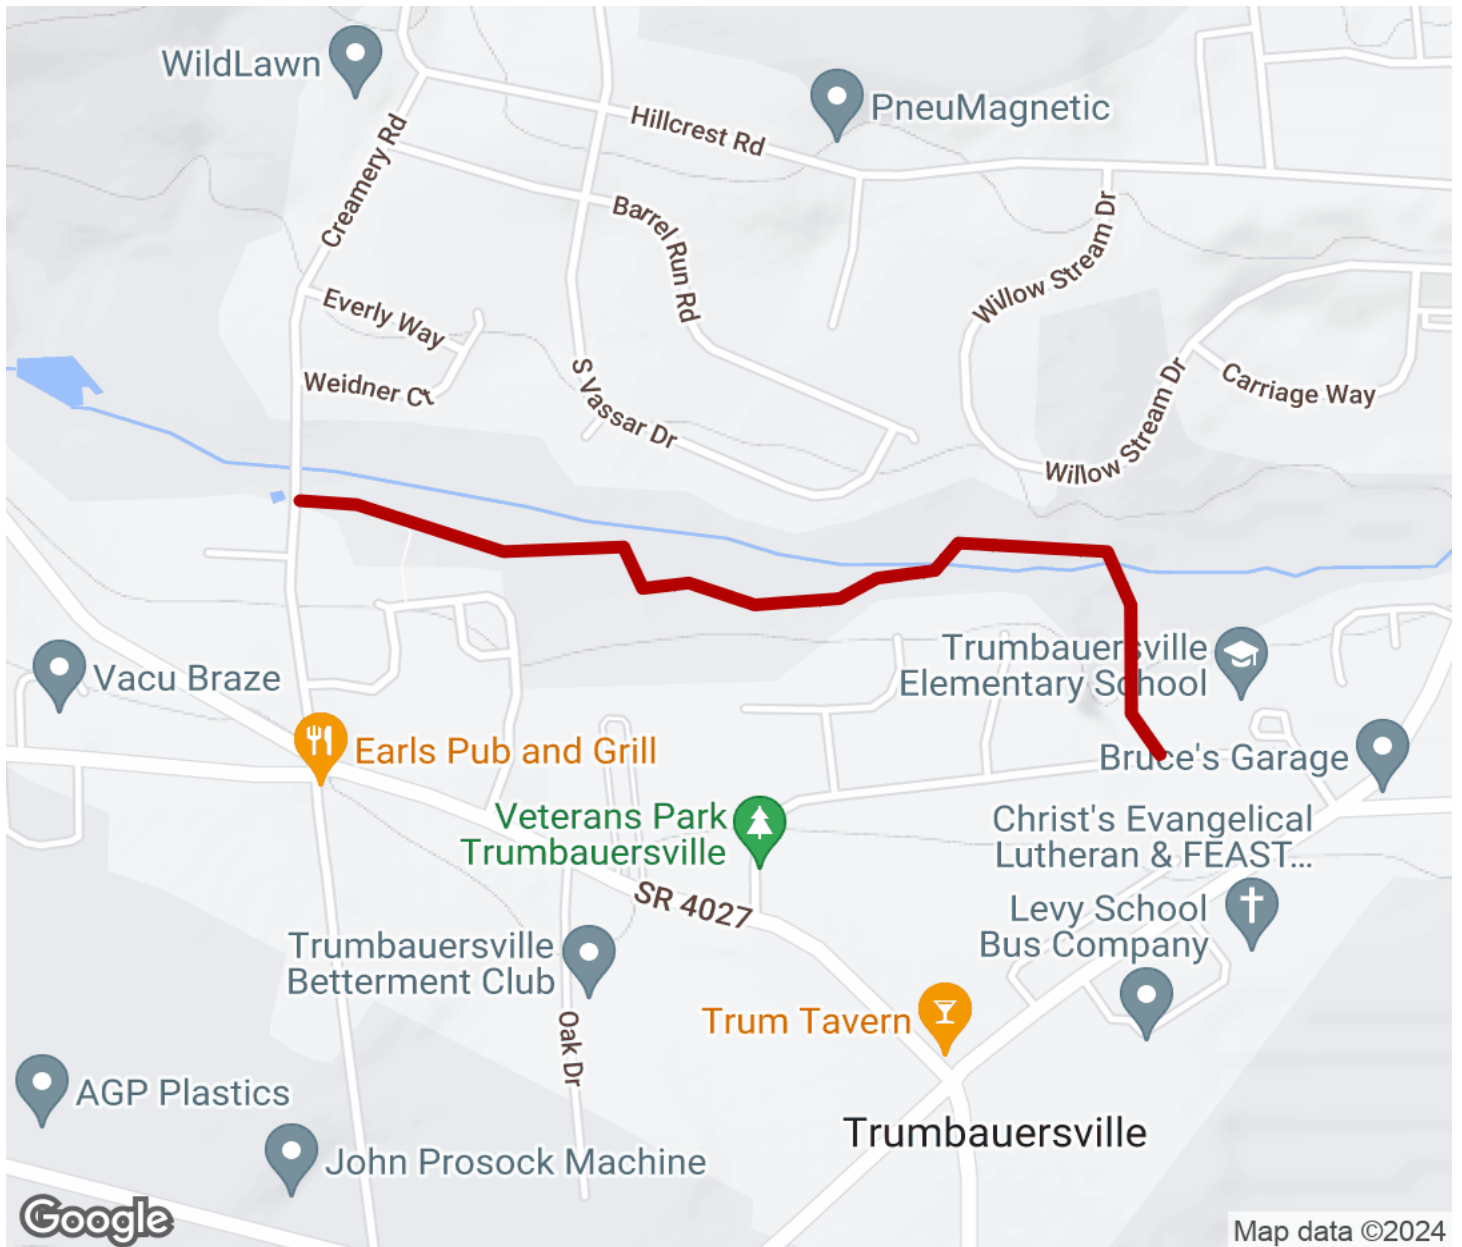 WildLawn
PneuMagnetic
Hillcrest Rd
Creamery Rd
Barrel Run Rd
Willow Stream Dr
Everly Way
Weidner Ct
S Vassar Dr
Carriage Way
Willow Stream Dr
Trumbauersville
Elementary School
Vacu Braze
Earls Pub and Grill
Bruce's Garage
Veterans Park
Trumbauersville
Christ's Evangelical
Lutheran & FEAST...
SR 4027
Levy School
Bus Company
Trumbauersville
Betterment Club
Trum Tavern
Oak Dr
AGP Plastics
Trumbauersville
John Prosock Machine
Google
Map data ©2024